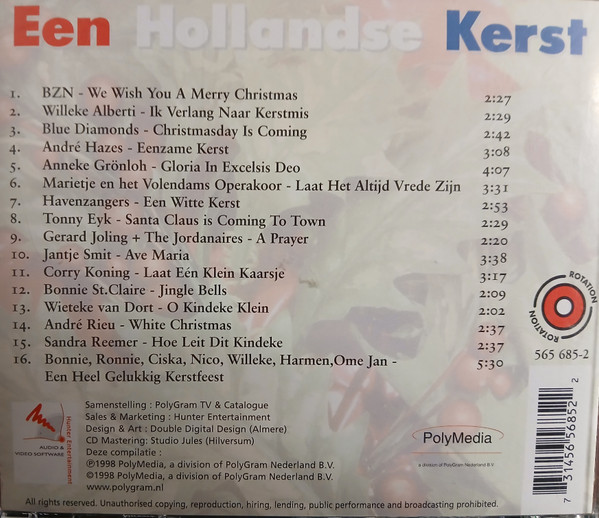 Een Hollandse Kerst
1. BZN - We Wish You A Merry Christmas 2:27
2. Willeke Alberti - Ik Verlang Naar Kerstmis 2:29
3. Blue Diamonds - Christmasday Is Coming 2:42
4. André Hazes - Eenzame Kerst 3:08
5. Anneke Grönloh - Gloria In Excelsis Deo 4:07
6. Marietje en het Volendams Operakoor - Laat Het Altijd Vrede Zijn 3:31
7. Havenzangers - Een Witte Kerst 2:53
8. Tonny Eyk - Santa Claus is Coming To Town 2:29
9. Gerard Joling + The Jordanaires - A Prayer 2:20
10. Jantje Smit - Ave Maria 3:38
11. Corry Koning - Laat Eén Klein Kaarsje 3:17
12. Bonnie St.Claire - Jingle Bells 2:09
13. Wieteke van Dort - O Kindeke Klein 2:02
14. André Rieu - White Christmas 2:37
15. Sandra Reemer - Hoe Leit Dit Kindeke 2:37
16. Bonnie, Ronnie, Ciska, Nico, Willeke, Harmen,Ome Jan - 5:30
Een Heel Gelukkig Kerstfeest
ROTATION
ROTATION
565 685-2
Samenstelling : PolyGram TV & Catalogue
Sales & Marketing : Hunter Entertainment
Design & Art : Double Digital Design (Almere)
CD Mastering: Studio Jules (Hilversum)
Deze compilatie :
℗1998 PolyMedia, a division of PolyGram Nederland B.V.
©1998 PolyMedia, a division of PolyGram Nederland B.V.
www.polygram.nl
AUDIO &
VIDEO SOFTWARE
Hunter Entertainment
PolyMedia
a division of PolyGram Nederland B.V.
7 31456 56852 2
All rights reserved. Unauthorised copying, reproduction, hiring, lending, public performance and broadcasting prohibited.